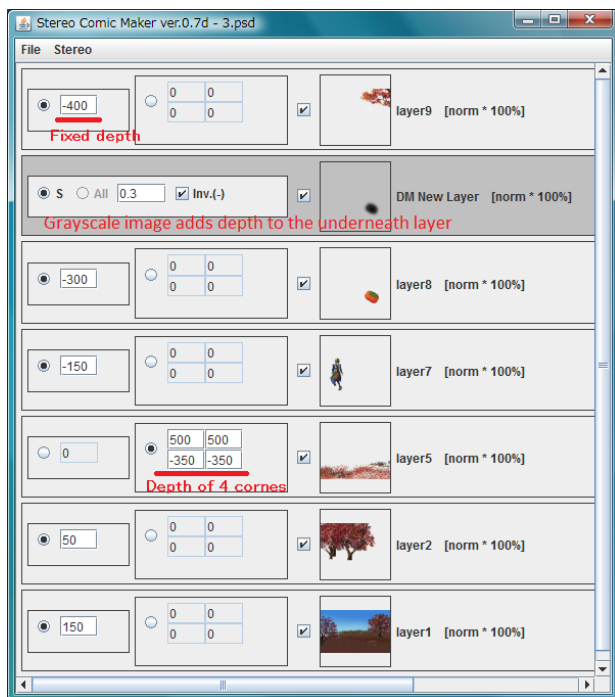 Stereo Comic Maker ver.0.7d - 3.psd
File Stereo
-400 0 0 0 0 layer9 [norm * 100%]
Fixed depth
S All 0.3 Inv.(-) DM New Layer [norm * 100%]
Grayscale image adds depth to the underneath layer
-300 0 0 0 0 layer8 [norm * 100%]
-150 0 0 0 0 layer7 [norm * 100%]
0 500 500 -350 -350 layer5 [norm * 100%]
Depth of 4 cornes
50 0 0 0 0 layer2 [norm * 100%]
150 0 0 0 0 layer1 [norm * 100%]